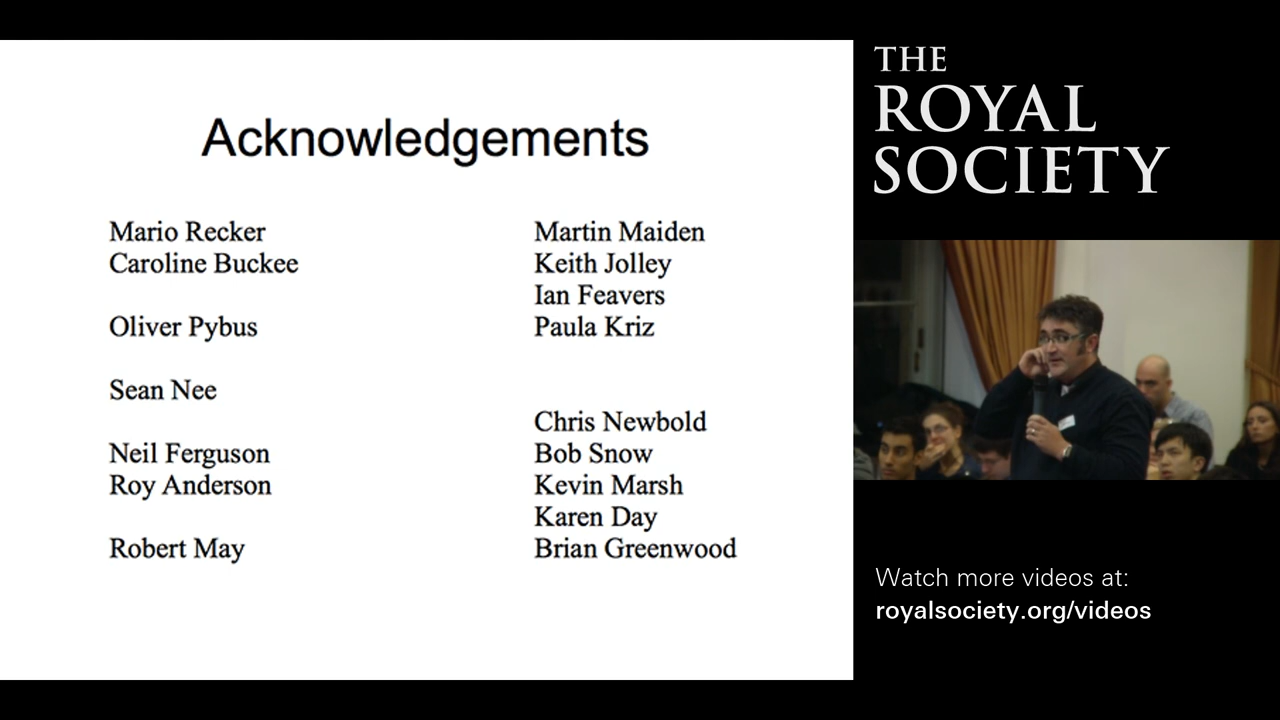 Acknowledgements
Mario Recker
Caroline Buckee
Oliver Pybus
Sean Nee
Neil Ferguson
Roy Anderson
Robert May
Martin Maiden
Keith Jolley
Ian Feavers
Paula Kriz
Chris Newbold
Bob Snow
Kevin Marsh
Karen Day
Brian Greenwood
THE
ROYAL
SOCIETY
Watch more videos at:
royalsociety.org/videos